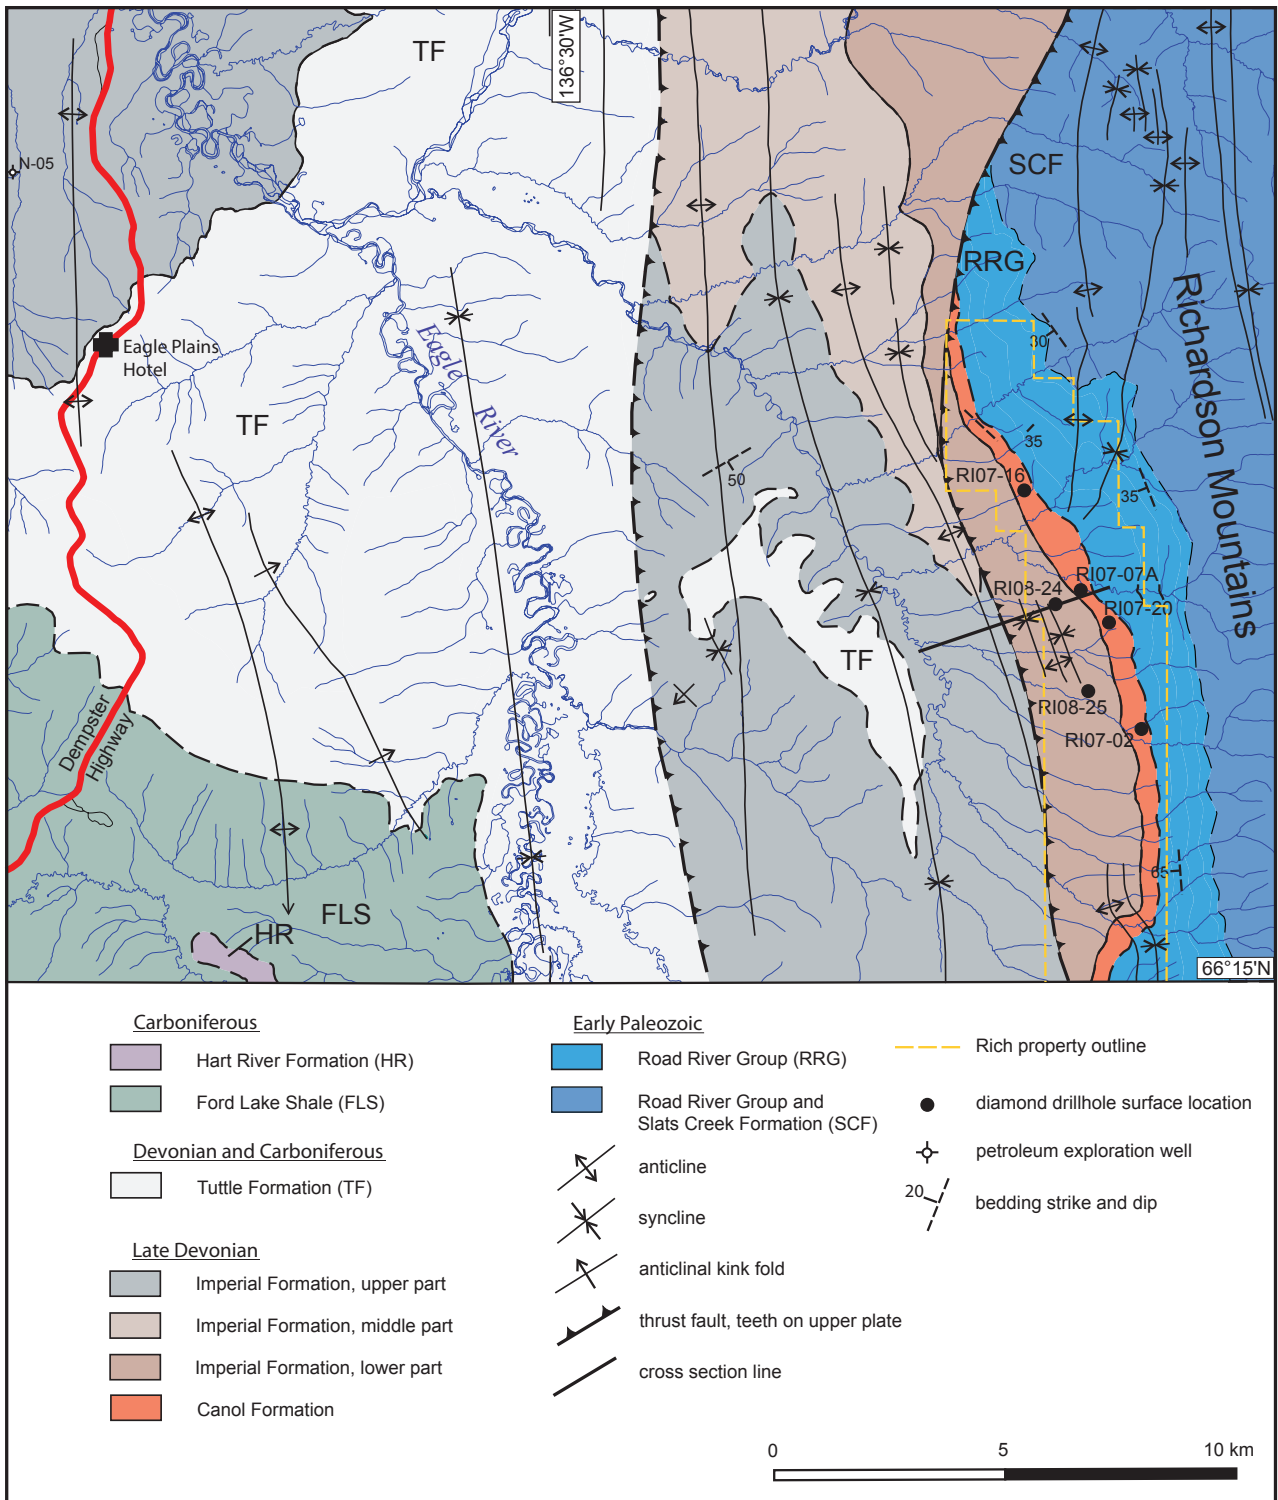 TF
136°30'W
N-05
SCF
RRG
Richardson Mountains
Eagle Plains
Hotel
Eagle
River
30
TF
35
50
RI07-16
35
RI07-07A
RI08-24
RI07-20
TF
RI08-25
RI07-02
Dempster
Highway
65
FLS
HR
66°15'N
Carboniferous
Hart River Formation (HR)
Ford Lake Shale (FLS)
Devonian and Carboniferous
Tuttle Formation (TF)
Late Devonian
Imperial Formation, upper part
Imperial Formation, middle part
Imperial Formation, lower part
Canol Formation
Early Paleozoic
Road River Group (RRG)
Road River Group and
Slats Creek Formation (SCF)
anticline
syncline
anticlinal kink fold
thrust fault, teeth on upper plate
cross section line
Rich property outline
diamond drillhole surface location
petroleum exploration well
20
bedding strike and dip
0 5 10 km